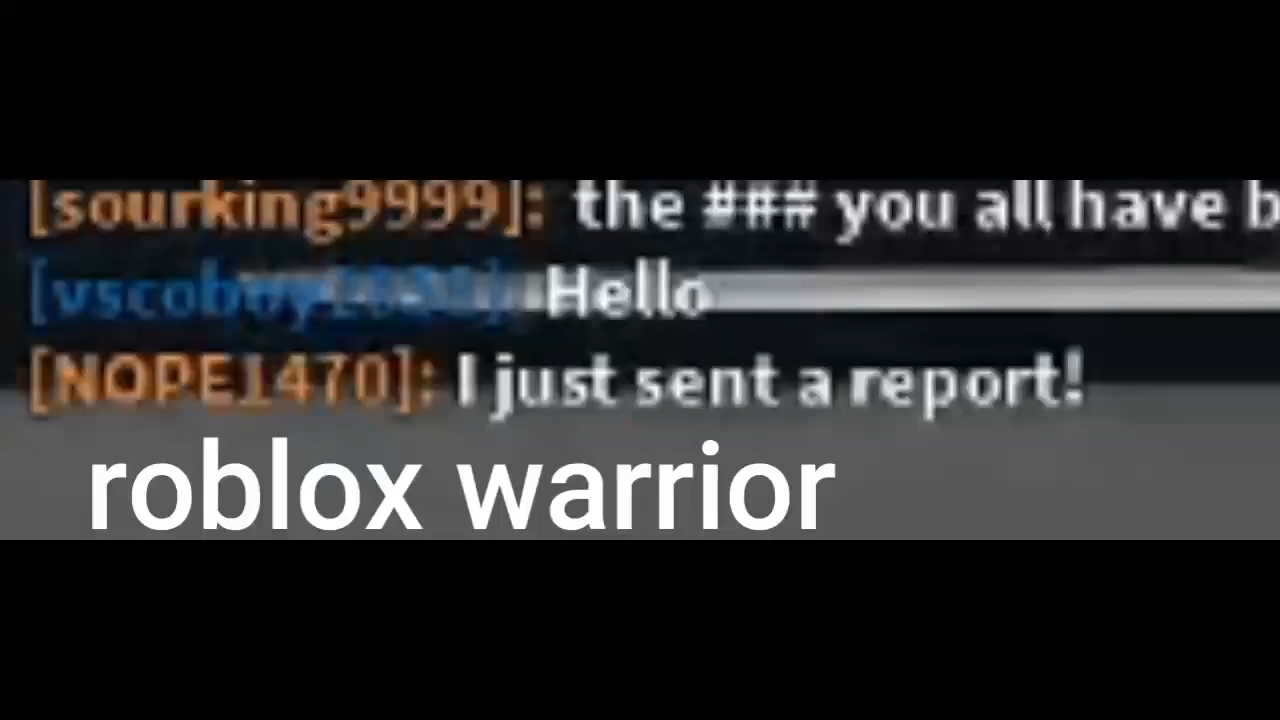 [sourking9999]: the ### you all have b
Hello
[NOPE1470]: I just sent a report!
roblox warrior